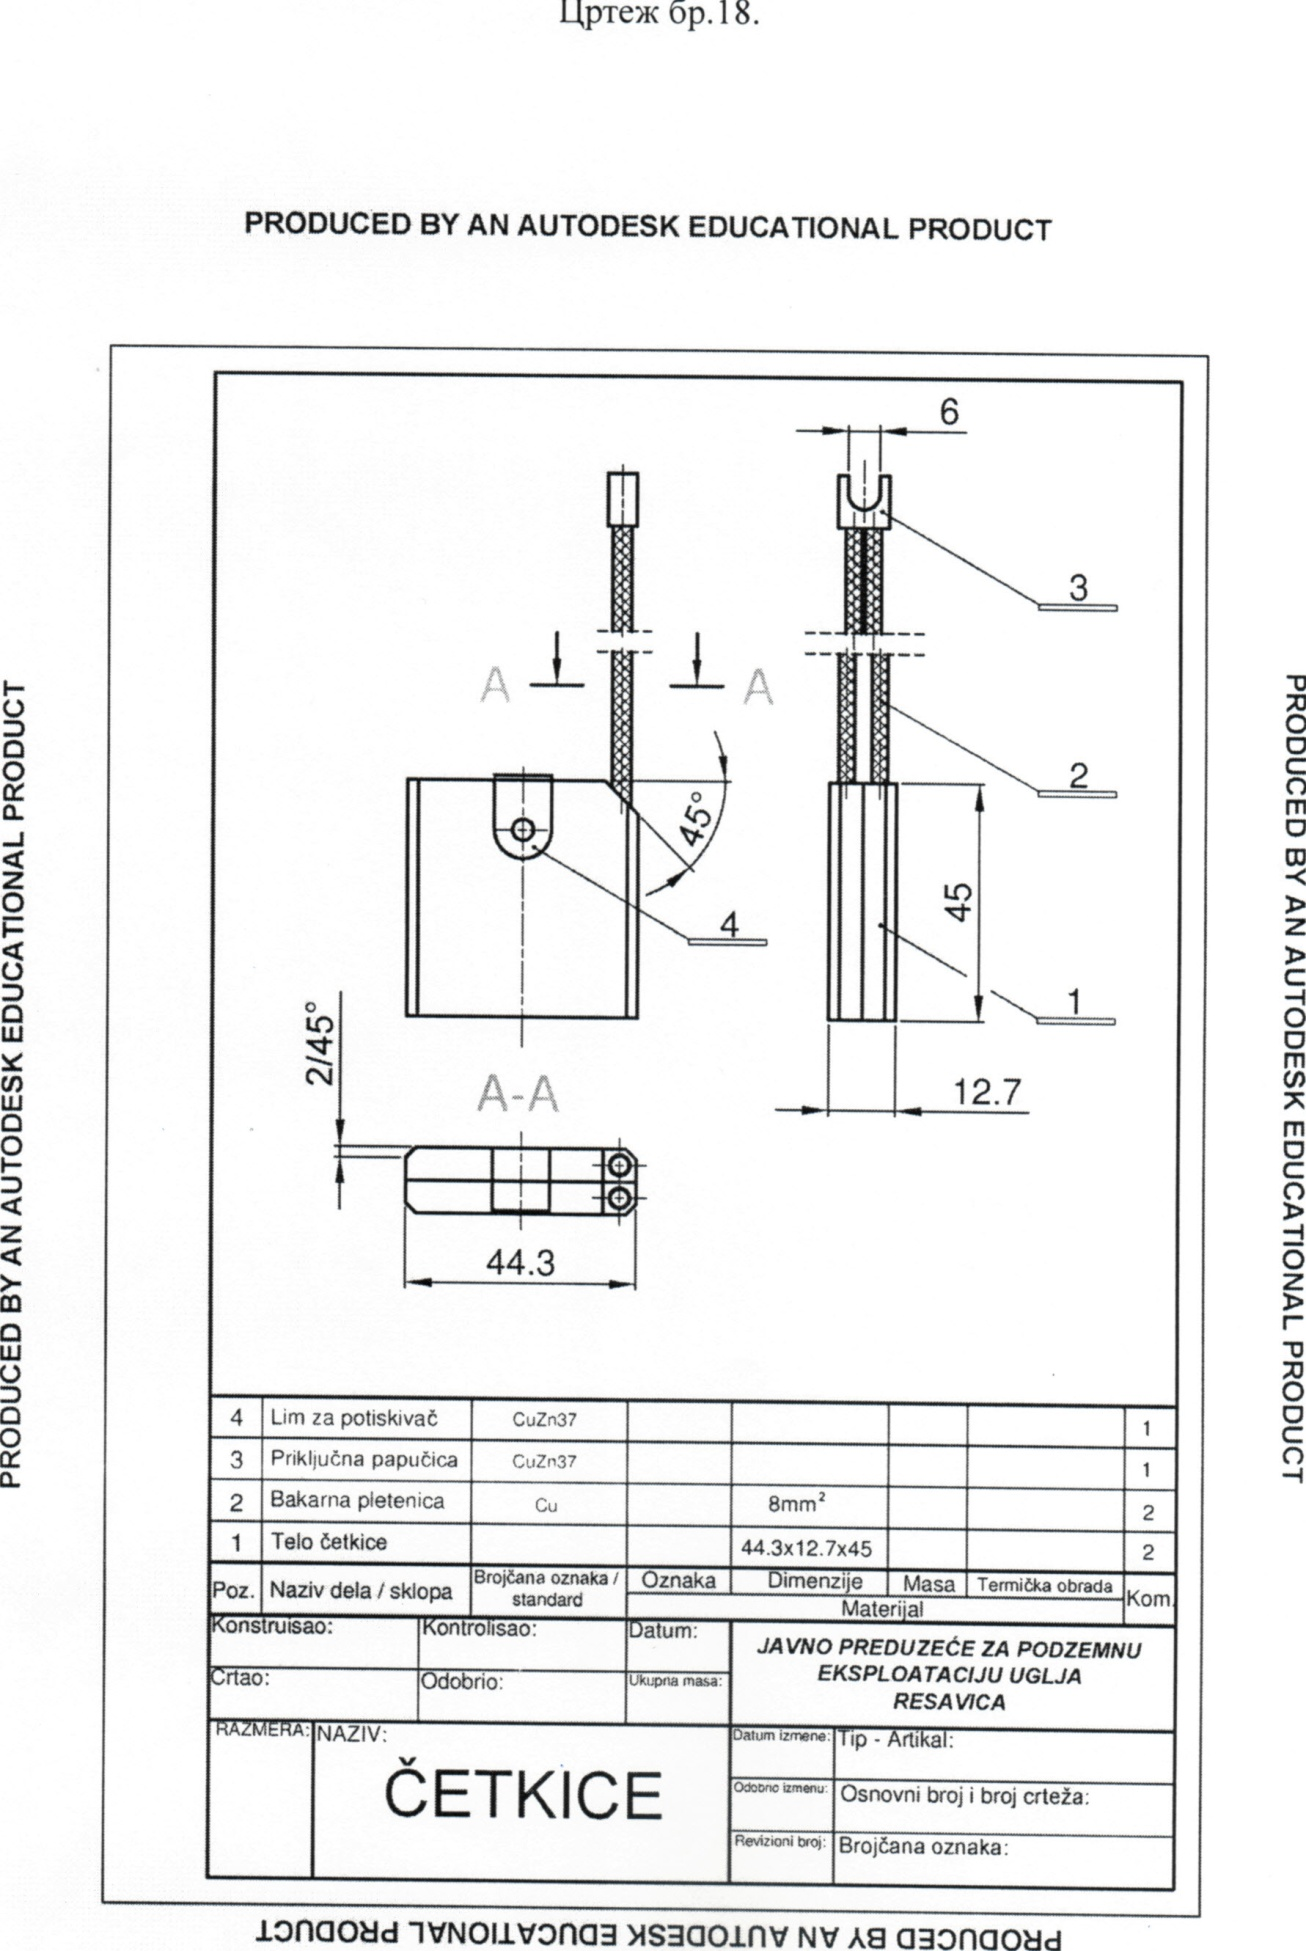 Цртеж бр.18.
PRODUCED BY AN AUTODESK EDUCATIONAL PRODUCT
PRODUCED BY AN AUTODESK EDUCATIONAL PRODUCT
PRODUCED BY AN AUTODESK EDUCATIONAL PRODUCT
6
3
A
A
2
45°
4
45
1
2/45°
A-A
12.7
44.3
4 Lim za potiskivač CuZn37 1
3 Priključna papučica CuZn37 1
2 Bakarna pletenica Cu 8mm² 2
1 Telo četkice 44.3x12.7x45 2
Poz. Naziv dela / sklopa Brojčana oznaka / standard Oznaka Dimenzije Masa Termička obrada Kom.
Materijal
Konstruisao: Kontrolisao: Datum:
JAVNO PREDUZEĆE ZA PODZEMNU
EKSPLOATACIJU UGLJA
RESAVICA
Crtao: Odobrio: Ukupna masa:
RAZMERA: NAZIV:
ČETKICE
Datum izmene: Tip - Artikal:
Odobrio izmenu: Osnovni broj i broj crteža:
Revizioni broj: Brojčana oznaka:
PRODUCED BY AN AUTODESK EDUCATIONAL PRODUCT